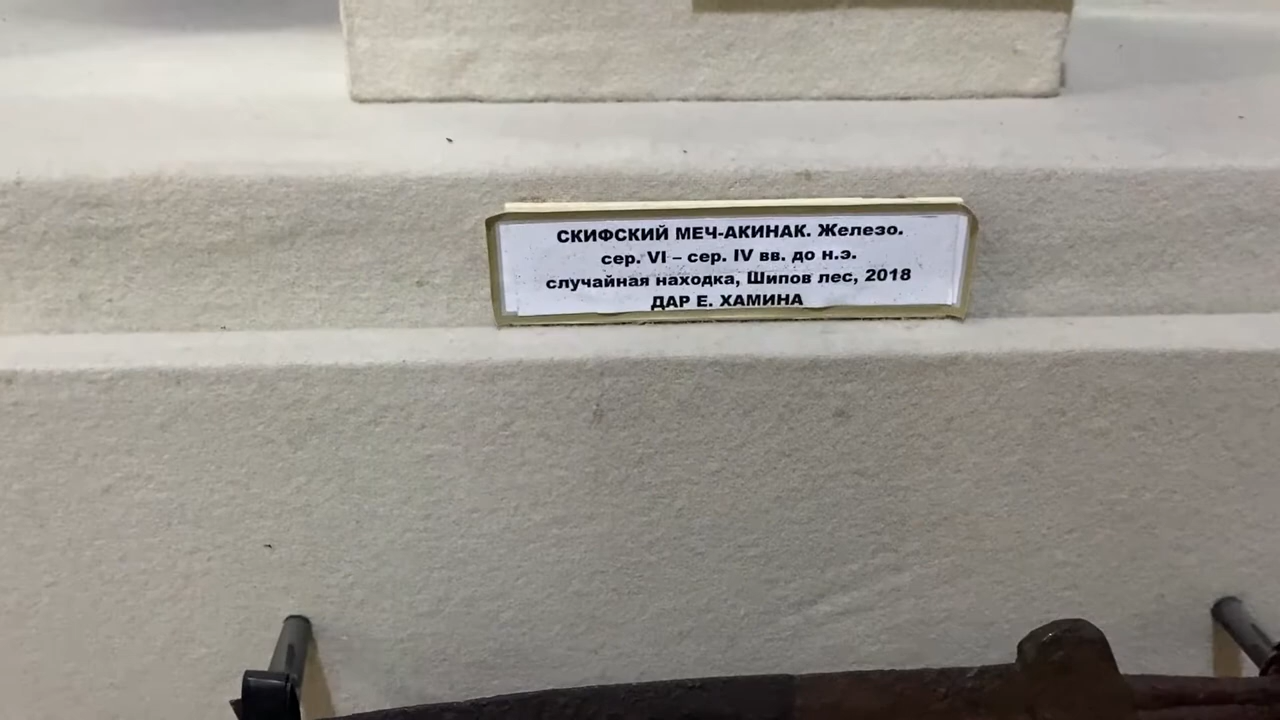 СКИФСКИЙ МЕЧ-АКИНАК. Железо.
сер. VI – сер. IV вв. до н.э.
случайная находка, Шипов лес, 2018
ДАР Е. ХАМИНА